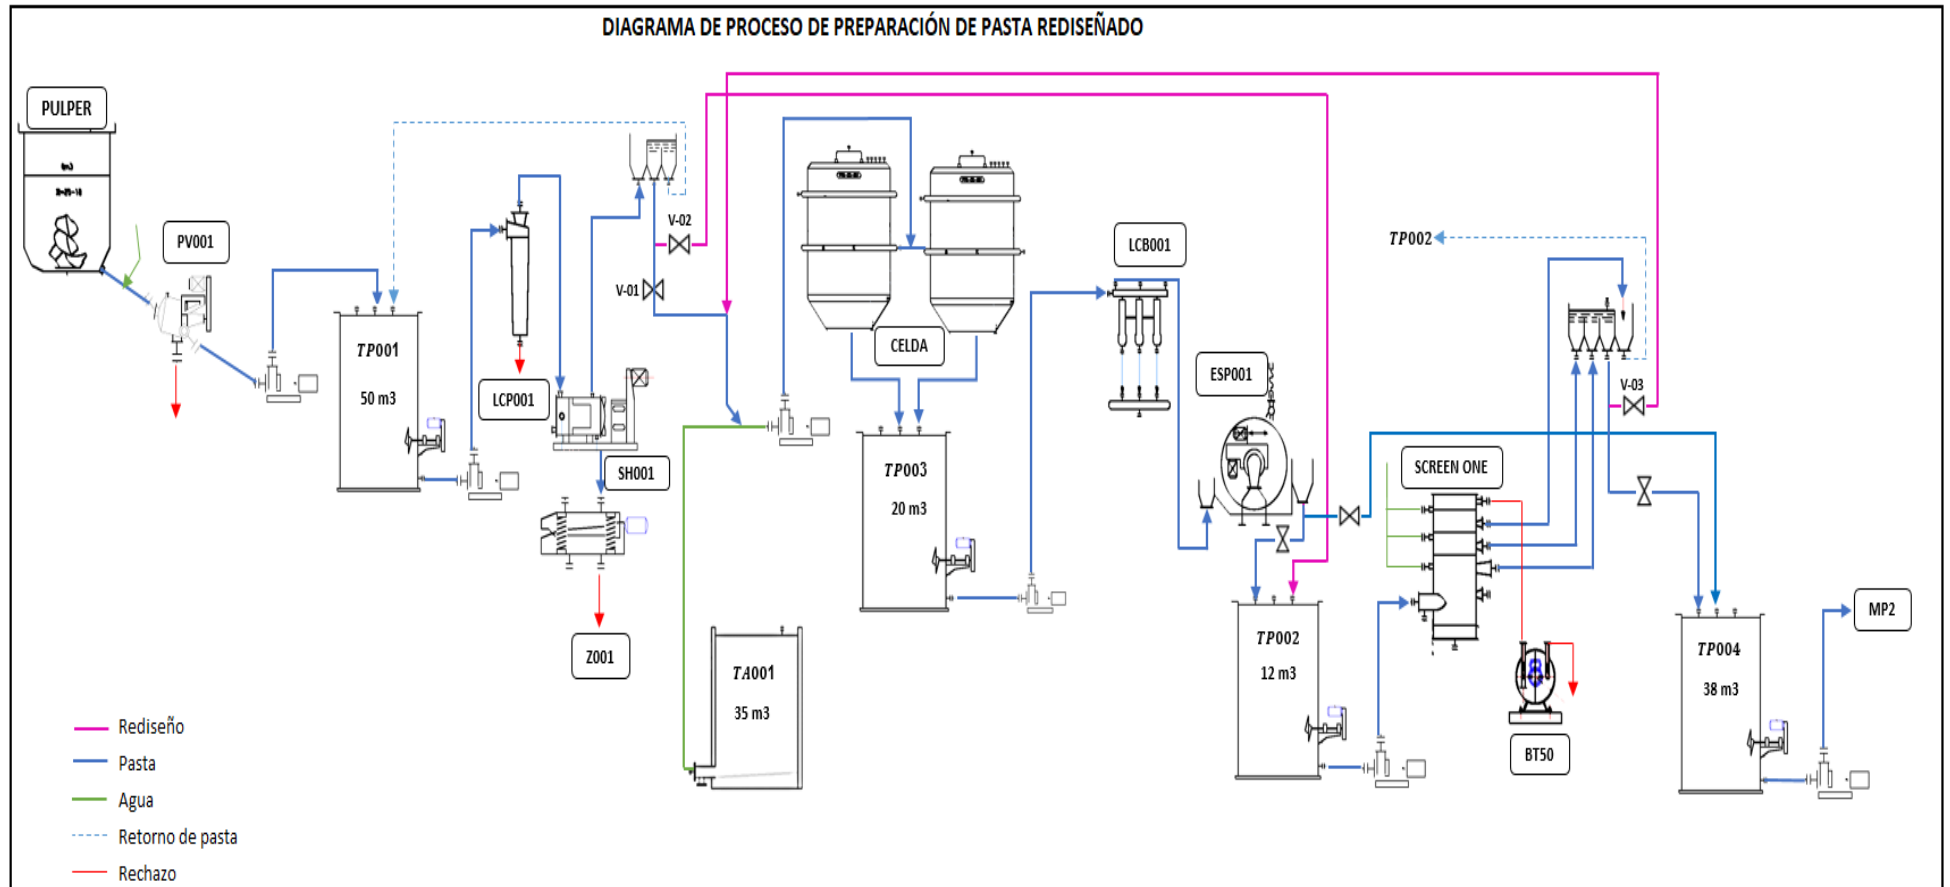 DIAGRAMA DE PROCESO DE PREPARACIÓN DE PASTA REDISEÑADO
PULPER
PV001
TP001
50 m3
LCP001
SH001
Z001
V-02
V-01
CELDA
TP003
20 m3
TA001
35 m3
LCB001
ESP001
TP002
12 m3
TP002
SCREEN ONE
V-03
BT50
TP004
38 m3
MP2
Rediseño
Pasta
Agua
Retorno de pasta
Rechazo